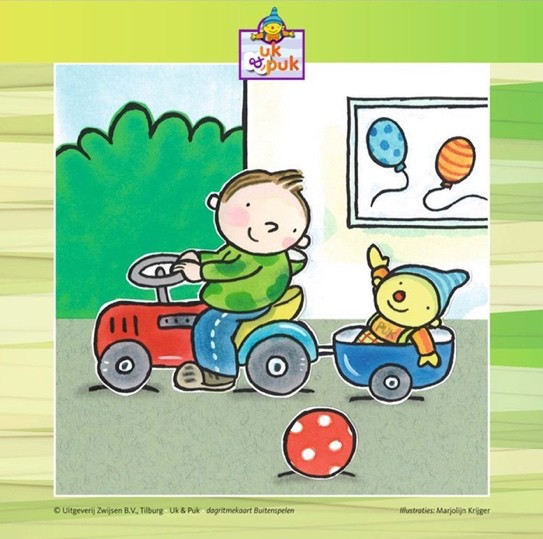 uk
& puk
PUK
© Uitgeverij Zwijsen B.V., Tilburg Uk & Puk dagritmekaart Buitenspelen
Illustraties: Marjolijn Krijger